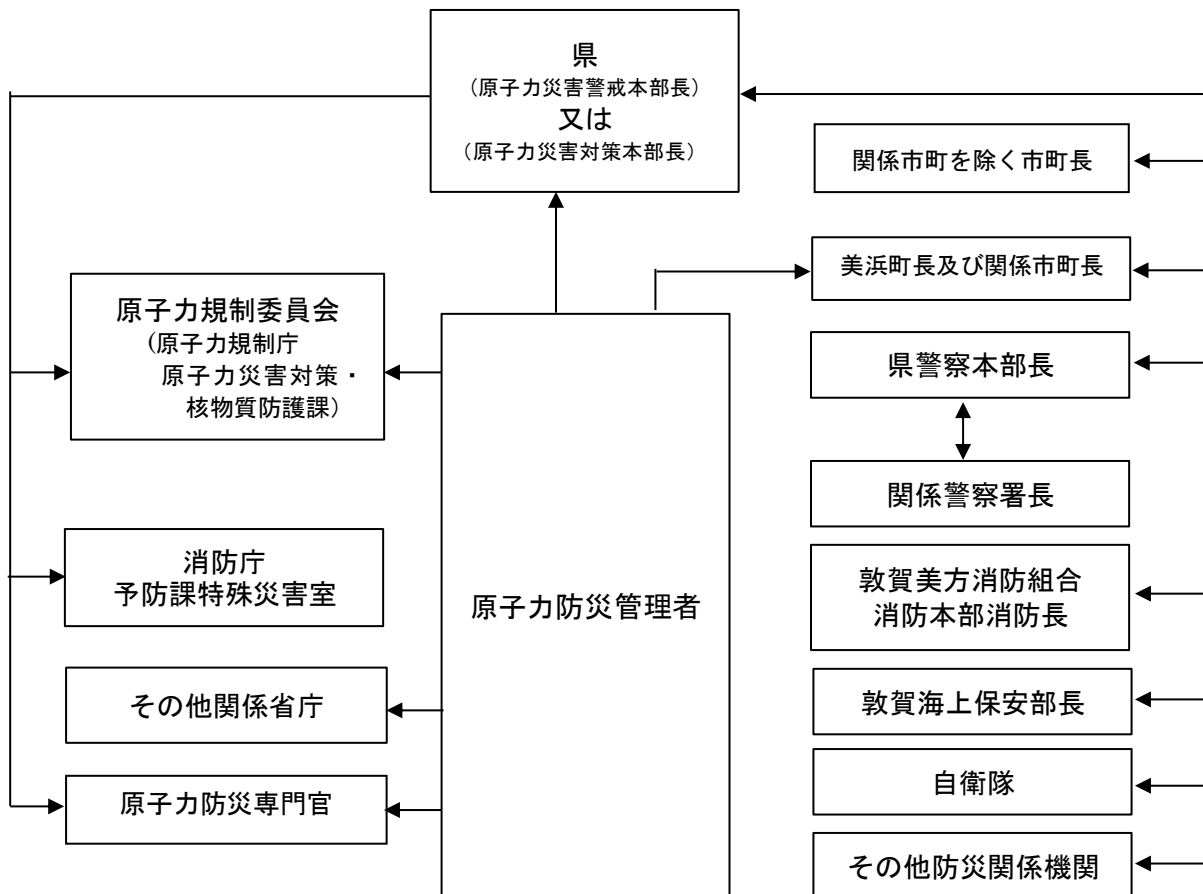 県
（原子力災害警戒本部長）
又は
（原子力災害対策本部長）
関係市町を除く市町長
美浜町長及び関係市町長
原子力規制委員会
（原子力規制庁
原子力災害対策・
核物質防護課）
県警察本部長
関係警察署長
消防庁
予防課特殊災害室
原子力防災管理者
敦賀美方消防組合
消防本部消防長
その他関係省庁
敦賀海上保安部長
原子力防災専門官
自衛隊
その他防災関係機関